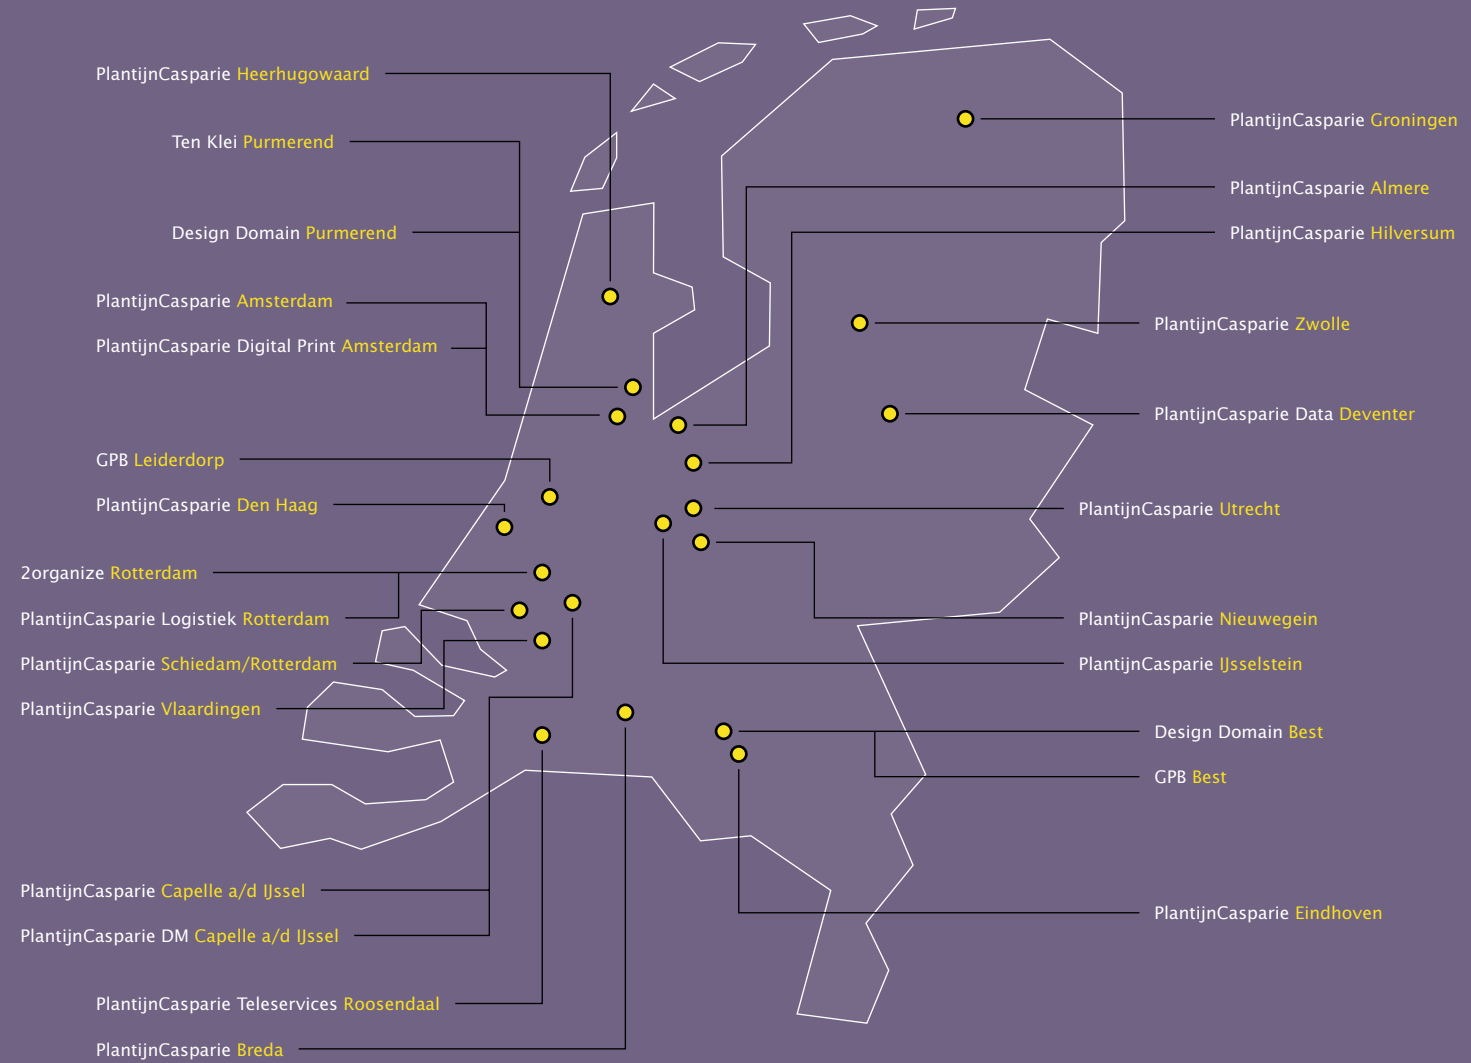 PlantijnCasparie Heerhugowaard
Ten Klei Purmerend
Design Domain Purmerend
PlantijnCasparie Amsterdam
PlantijnCasparie Digital Print Amsterdam
GPB Leiderdorp
PlantijnCasparie Den Haag
2organize Rotterdam
PlantijnCasparie Logistiek Rotterdam
PlantijnCasparie Schiedam/Rotterdam
PlantijnCasparie Vlaardingen
PlantijnCasparie Capelle a/d IJssel
PlantijnCasparie DM Capelle a/d IJssel
PlantijnCasparie Teleservices Roosendaal
PlantijnCasparie Breda
PlantijnCasparie Groningen
PlantijnCasparie Almere
PlantijnCasparie Hilversum
PlantijnCasparie Zwolle
PlantijnCasparie Data Deventer
PlantijnCasparie Utrecht
PlantijnCasparie Nieuwegein
PlantijnCasparie IJsselstein
Design Domain Best
GPB Best
PlantijnCasparie Eindhoven